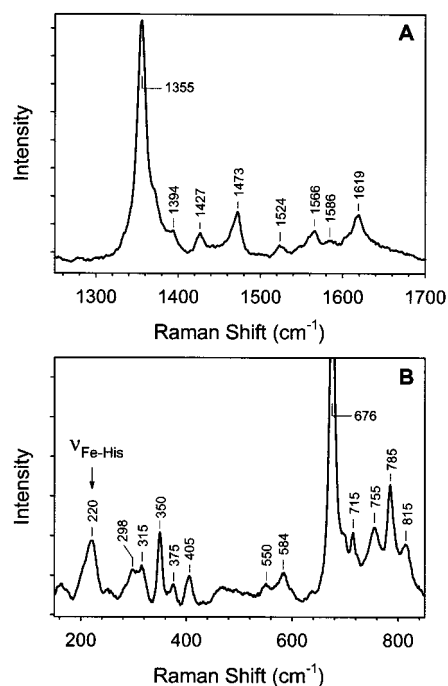 A
Intensity
1355
1394
1427
1473
1524
1566
1586
1619
1300 1400 1500 1600 1700
Raman Shift (cm⁻¹)
B
Intensity
νFe-His
220
298
315
350
375
405
550
584
676
715
755
785
815
200 400 600 800
Raman Shift (cm⁻¹)